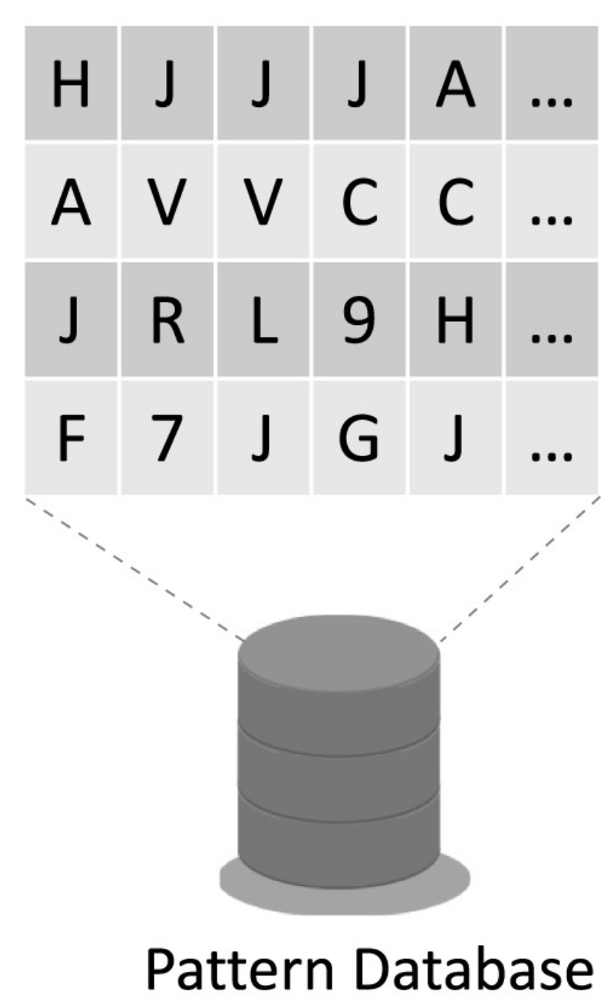 H J J J A ...
A V V C C ...
J R L 9 H ...
F 7 J G J ...
Pattern Database